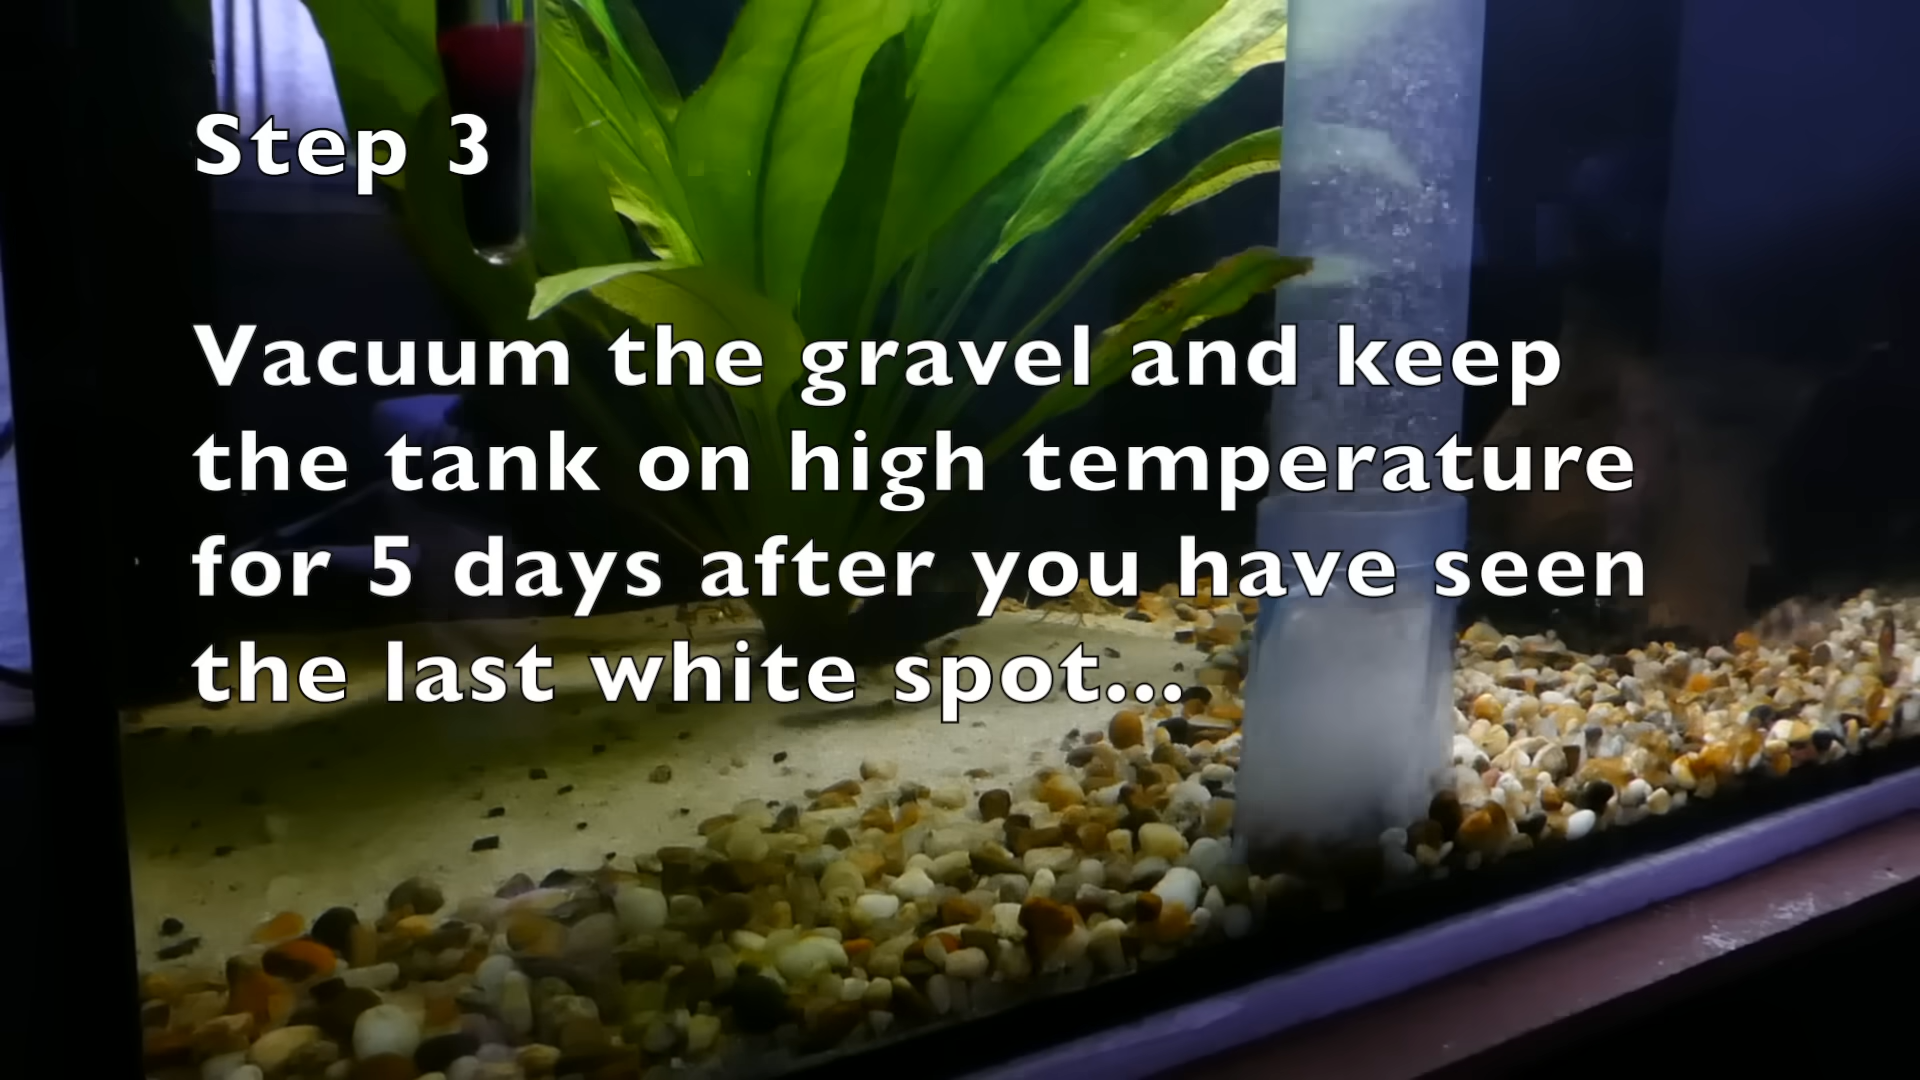 Step 3
Vacuum the gravel and keep
the tank on high temperature
for 5 days after you have seen
the last white spot...